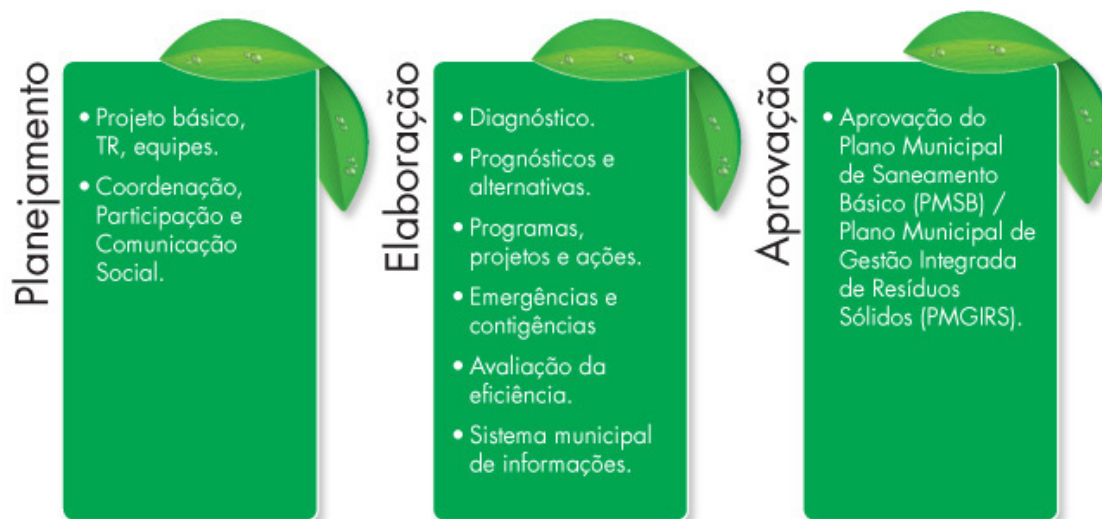 Planejamento
• Projeto básico,
TR, equipes.
• Coordenação,
Participação e
Comunicação
Social.
Elaboração
• Diagnóstico.
• Prognósticos e
alternativas.
• Programas,
projetos e ações.
• Emergências e
contigências
• Avaliação da
eficiência.
• Sistema municipal
de informações.
Aprovação
• Aprovação do
Plano Municipal
de Saneamento
Básico (PMSB) /
Plano Municipal de
Gestão Integrada
de Resíduos
Sólidos (PMGIRS).